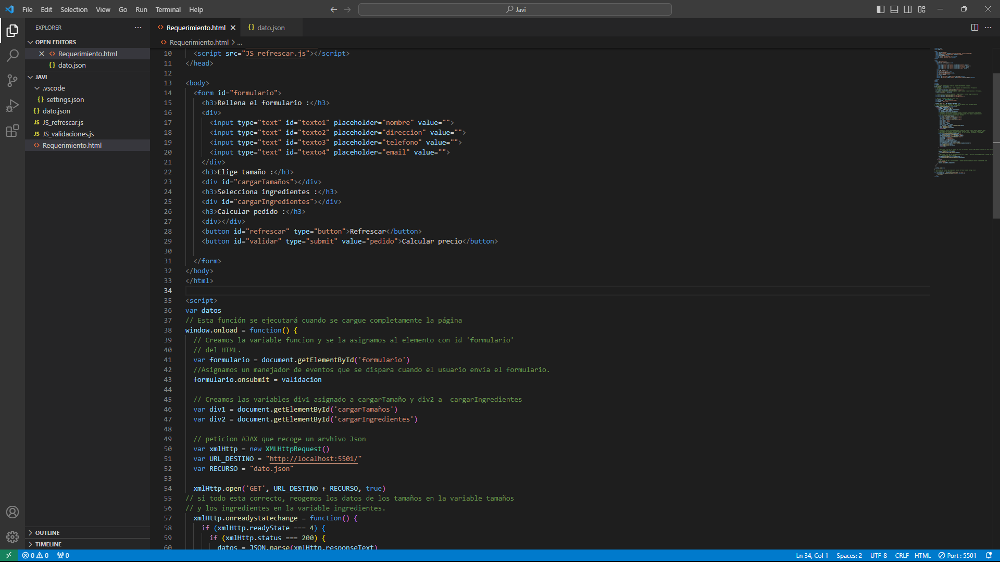 File Edit Selection View Go Run Terminal Help
Javi
EXPLORER
OPEN EDITORS
Requerimiento.html
dato.json
JAVI
.vscode
settings.json
dato.json
JS_refrescar.js
JS_validaciones.js
Requerimiento.html
OUTLINE
TIMELINE
Requerimiento.html dato.json
Requerimiento.html > ...
10 <script src="JS_refrescar.js"></script>
11 </head>
12
13 <body>
14 <form id="formulario">
15 <h3>Rellena el formulario :</h3>
16 <div>
17 <input type="text" id="texto1" placeholder="nombre" value="">
18 <input type="text" id="texto2" placeholder="direccion" value="">
19 <input type="text" id="texto3" placeholder="telefono" value="">
20 <input type="text" id="texto4" placeholder="email" value="">
21 </div>
22 <h3>Elige tamaño :</h3>
23 <div id="cargarTamaños"></div>
24 <h3>Selecciona ingredientes :</h3>
25 <div id="cargarIngredientes"></div>
26 <h3>Calcular pedido :</h3>
27 <div></div>
28 <button id="refrescar" type="button">Refrescar</button>
29 <button id="validar" type="submit" value="pedido">Calcular precio</button>
30
31 </form>
32 </body>
33 </html>
34
35 <script>
36 var datos
37 // Esta función se ejecutará cuando se cargue completamente la página
38 window.onload = function() {
39 // Creamos la variable funcion y se la asignamos al elemento con id 'formulario'
40 // del HTML.
41 var formulario = document.getElementById('formulario')
42 //Asignamos un manejador de eventos que se dispara cuando el usuario envía el formulario.
43 formulario.onsubmit = validacion
44
45 // Creamos las variables div1 asignado a cargarTamaño y div2 a  cargarIngredientes
46 var div1 = document.getElementById('cargarTamaños')
47 var div2 = document.getElementById('cargarIngredientes')
48
49 // peticion AJAX que recoge un arvhivo Json
50 var xmlHttp = new XMLHttpRequest()
51 var URL_DESTINO = "http://localhost:5501/"
52 var RECURSO = "dato.json"
53
54 xmlHttp.open('GET', URL_DESTINO + RECURSO, true)
55 // si todo esta correcto, reogemos los datos de los tamaños en la variable tamaños
56 // y los ingredientes en la variable ingredientes.
57 xmlHttp.onreadystatechange = function() {
58 if (xmlHttp.readyState === 4) {
59 if (xmlHttp.status === 200) {
60 datos = JSON.parse(xmlHttp.responseText)
0 0 0
Ln 34, Col 1 Spaces: 2 UTF-8 CRLF HTML Port : 5501